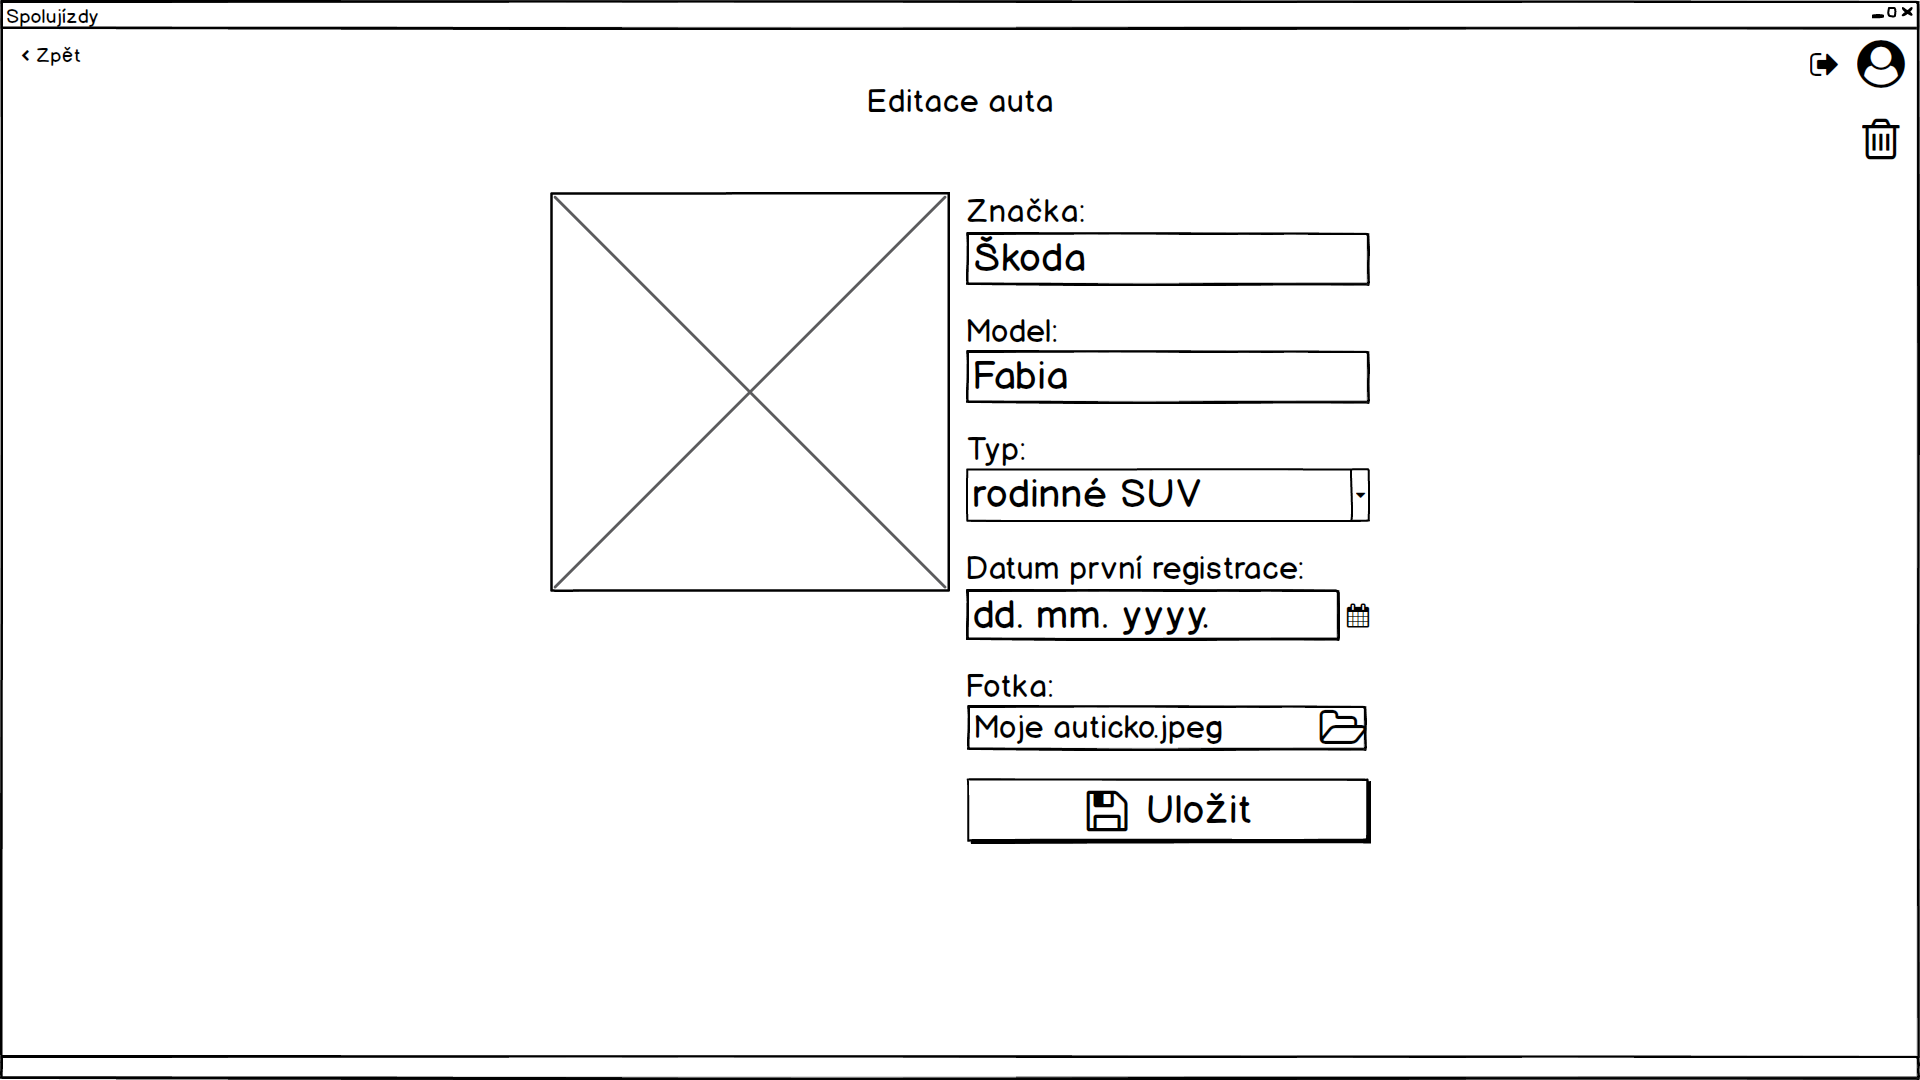 Spolujízdy
Zpět
Editace auta
Značka:
Škoda
Model:
Fabia
Typ:
rodinné SUV
Datum první registrace:
dd. mm. yyyy.
Fotka:
Moje auticko.jpeg
Uložit